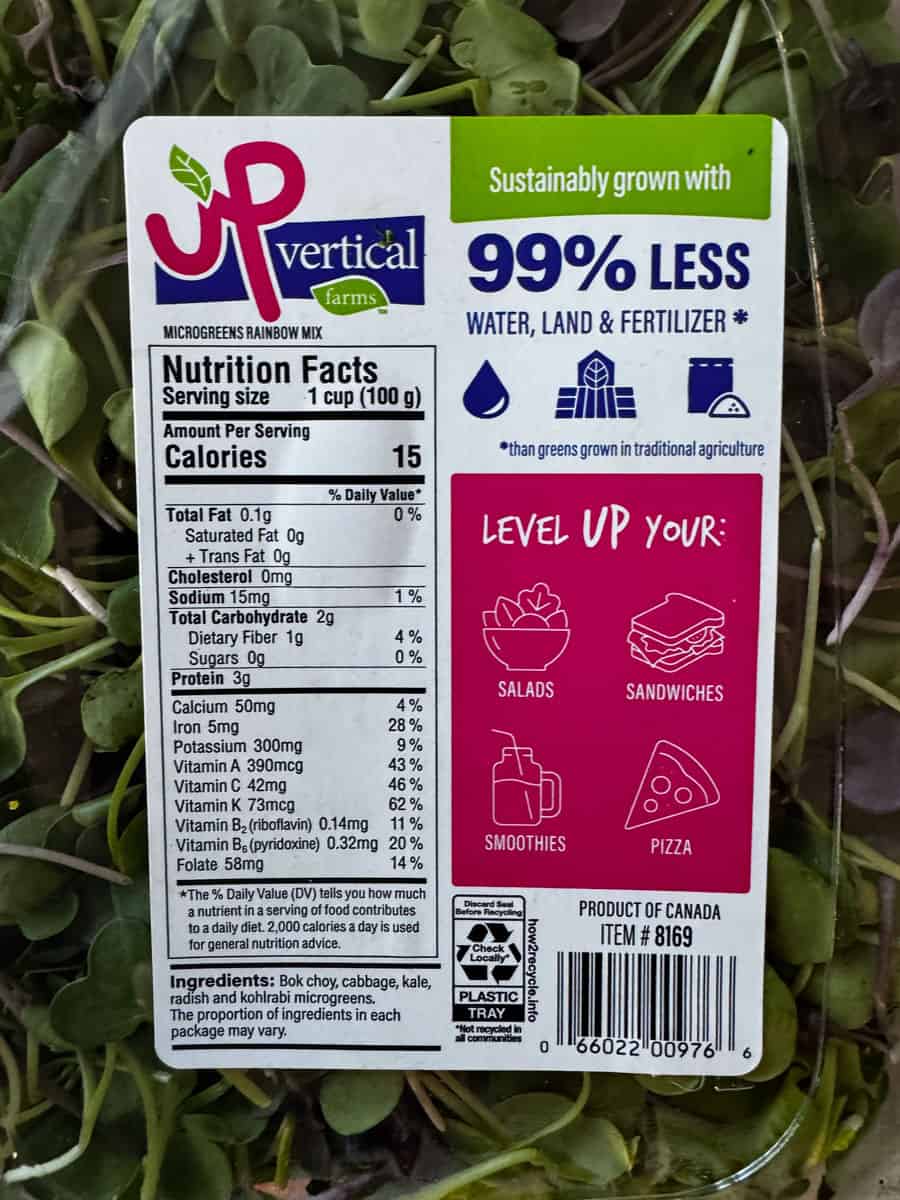 UP
vertical
farms™
MICROGREENS RAINBOW MIX
Nutrition Facts
Serving size 1 cup (100 g)
Amount Per Serving
Calories 15
% Daily Value*
Total Fat 0.1g 0 %
Saturated Fat 0g
+ Trans Fat 0g
Cholesterol 0mg
Sodium 15mg 1 %
Total Carbohydrate 2g
Dietary Fiber 1g 4 %
Sugars 0g 0 %
Protein 3g
Calcium 50mg 4 %
Iron 5mg 28 %
Potassium 300mg 9 %
Vitamin A 390mcg 43 %
Vitamin C 42mg 46 %
Vitamin K 73mcg 62 %
Vitamin B₂ (riboflavin) 0.14mg 11 %
Vitamin B₆ (pyridoxine) 0.32mg 20 %
Folate 58mg 14 %
*The % Daily Value (DV) tells you how much
a nutrient in a serving of food contributes
to a daily diet. 2,000 calories a day is used
for general nutrition advice.
Ingredients: Bok choy, cabbage, kale,
radish and kohlrabi microgreens.
The proportion of ingredients in each
package may vary.
Sustainably grown with
99% LESS
WATER, LAND & FERTILIZER *
*than greens grown in traditional agriculture
LEVEL UP YOUR:
SALADS SANDWICHES
SMOOTHIES PIZZA
Discard Seal
Before Recycling
Check
Locally*
PLASTIC
TRAY
*Not recycled in
all communities
how2recycle.info
PRODUCT OF CANADA
ITEM # 8169
0 66022 00976 6